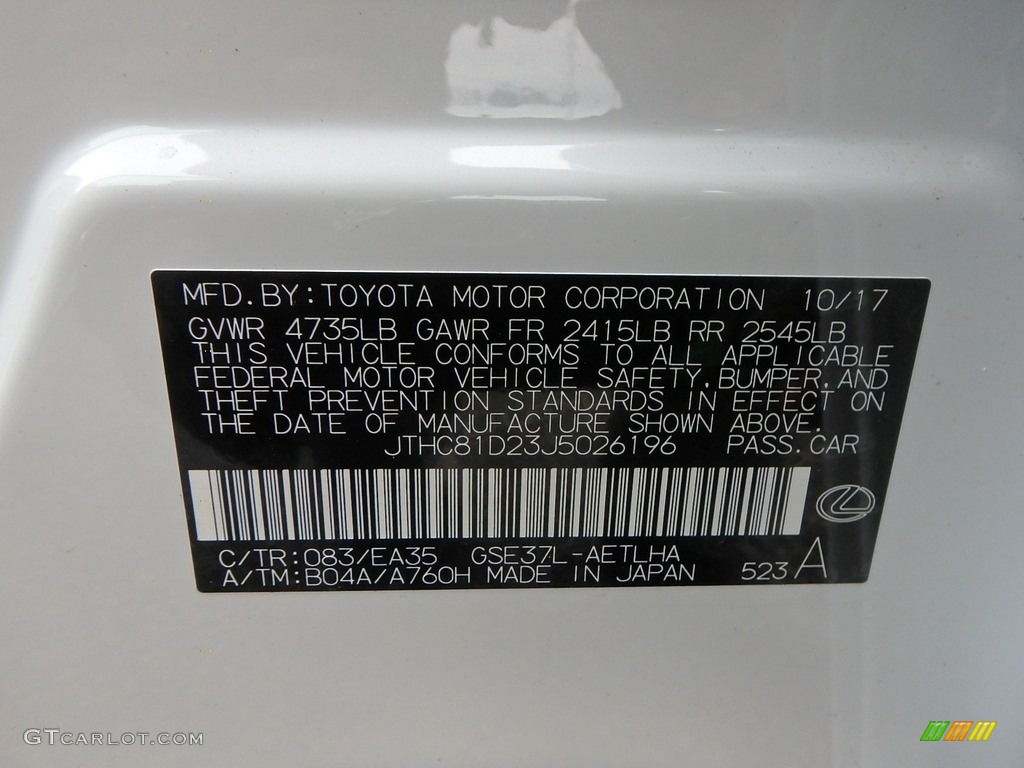 MFD.BY:TOYOTA MOTOR CORPORATION 10/17
GVWR 4735LB GAWR FR 2415LB RR 2545LB
THIS VEHICLE CONFORMS TO ALL APPLICABLE
FEDERAL MOTOR VEHICLE SAFETY,BUMPER,AND
THEFT PREVENTION STANDARDS IN EFFECT ON
THE DATE OF MANUFACTURE SHOWN ABOVE.
JTHC81D23J5026196 PASS.CAR
C/TR:083/EA35 GSE37L-AETLHA
A/TM:B04A/A760H MADE IN JAPAN 523 A
GTCARLOT.COM